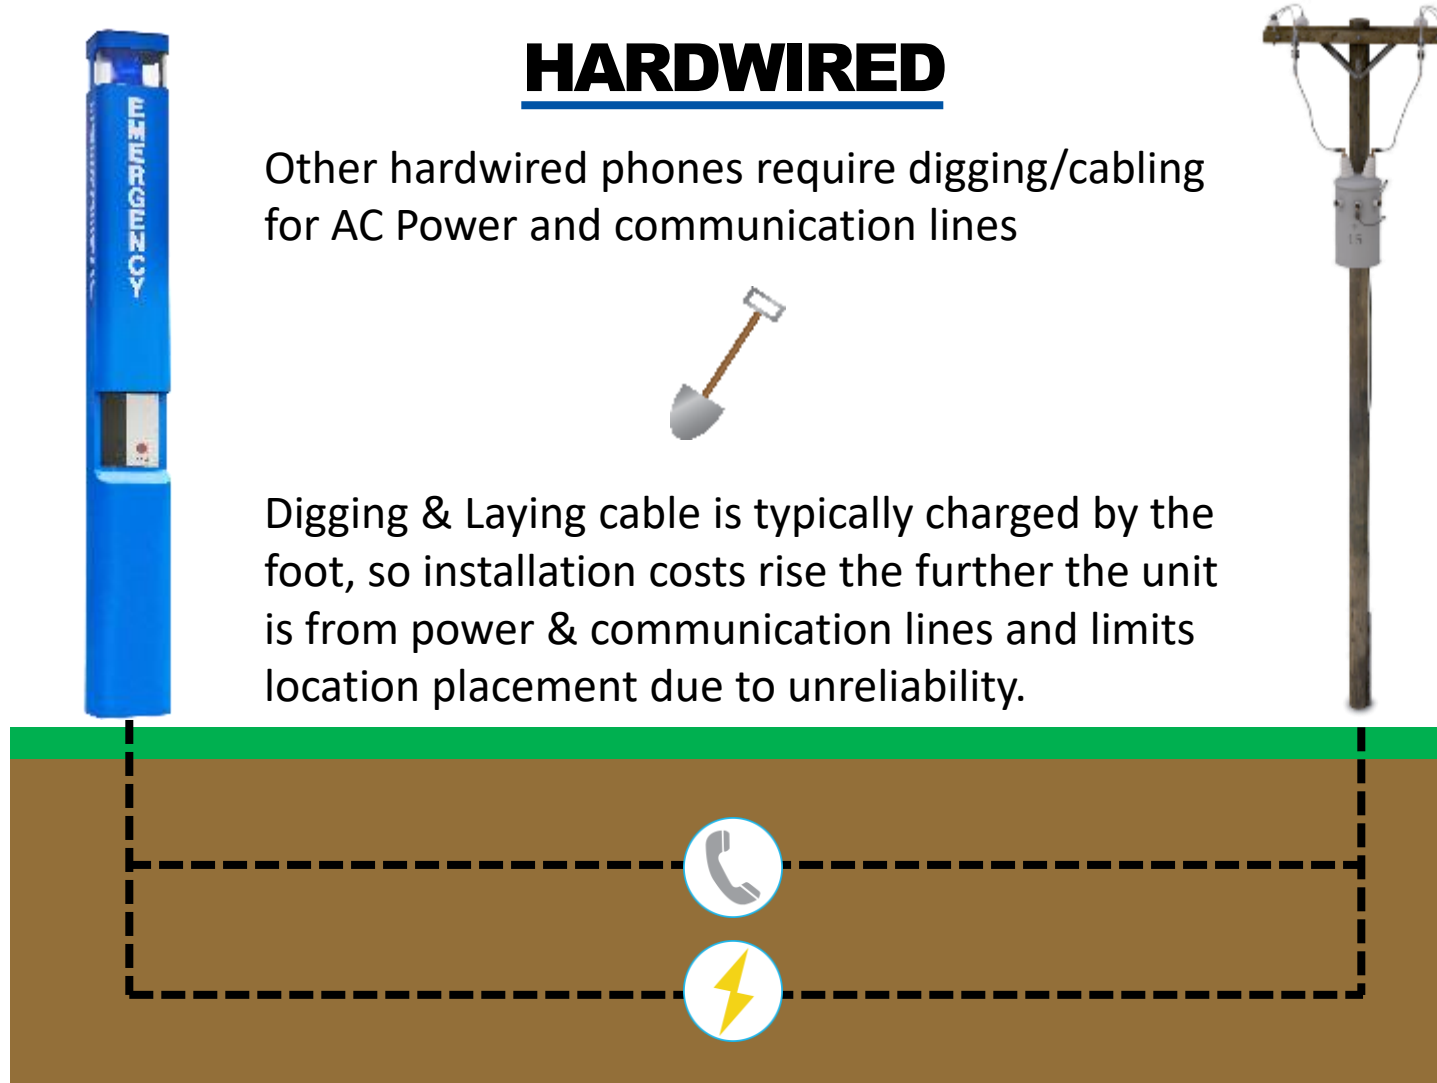 HARDWIRED
Other hardwired phones require digging/cabling
for AC Power and communication lines
EMERGENCY
Digging & Laying cable is typically charged by the
foot, so installation costs rise the further the unit
is from power & communication lines and limits
location placement due to unreliability.